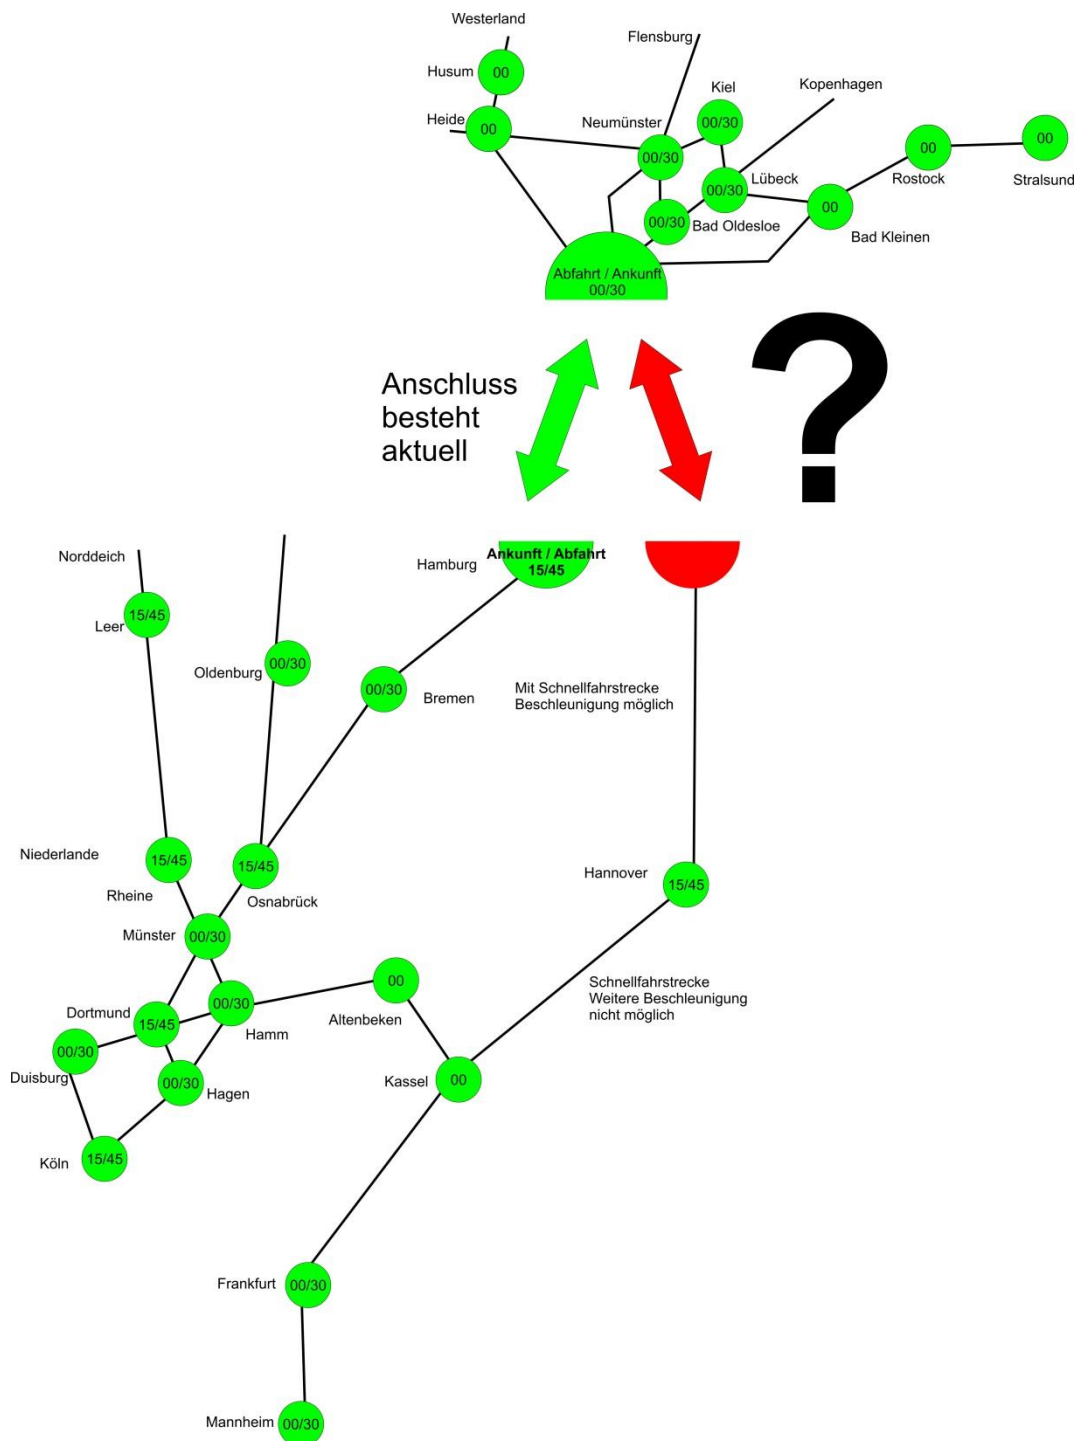 Westerland
Flensburg
Husum
00
Kiel
Kopenhagen
Heide
00
Neumünster
00/30
00/30
00
00
Rostock
Stralsund
00/30
Lübeck
00
Bad Kleinen
00/30
Bad Oldesloe
Abfahrt / Ankunft
00/30
?
Anschluss
besteht
aktuell
Norddeich
Hamburg
Ankunft / Abfahrt
15/45
15/45
Leer
Oldenburg
00/30
00/30
Bremen
Mit Schnellfahrstrecke
Beschleunigung möglich
Niederlande
15/45
Rheine
15/45
Osnabrück
Hannover
15/45
Münster
00/30
Schnellfahrstrecke
Weitere Beschleunigung
nicht möglich
00
Altenbeken
Dortmund
15/45
00/30
Hamm
00/30
Duisburg
00/30
Hagen
Kassel
00
Köln
15/45
Frankfurt
00/30
Mannheim
00/30